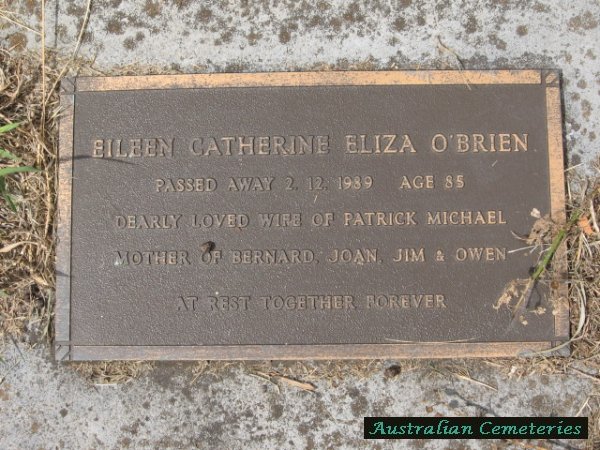 EILEEN CATHERINE ELIZA O'BRIEN
PASSED AWAY 2. 12. 1989 AGE 85
DEARLY LOVED WIFE OF PATRICK MICHAEL
MOTHER OF BERNARD, JOAN, JIM & OWEN
AT REST TOGETHER FOREVER
Australian Cemeteries